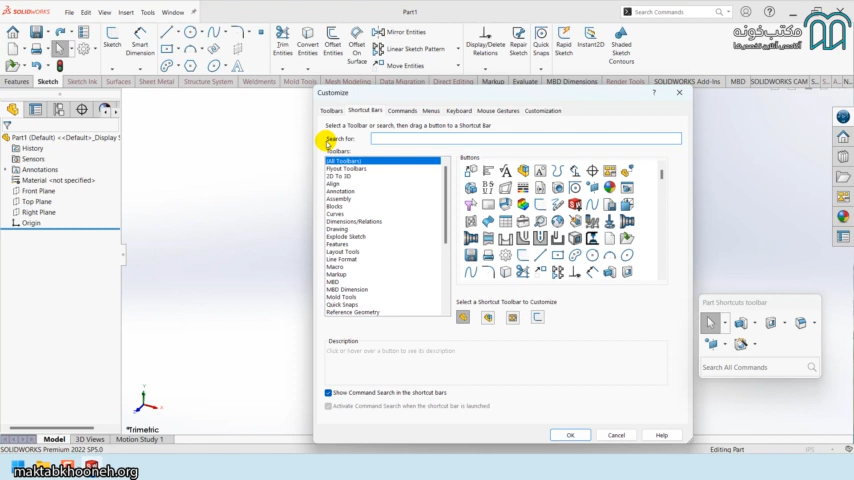 SOLIDWORKS File Edit View Insert Tools Window Part1 Search Commands
مکتب‌خونه
Sketch Smart Dimension Trim Entities Convert Entities Offset Entities Offset On Surface Mirror Entities Linear Sketch Pattern Move Entities Display/Delete Relations Repair Sketch Quick Snaps Rapid Sketch Instant2D Shaded Sketch Contours
Features Sketch Sketch Ink Surfaces Sheet Metal Structure System Weldments Mold Tools Mesh Modeling Data Migration Direct Editing Markup Evaluate MBD Dimensions Render Tools SOLIDWORKS Add-Ins MBD SOLIDWORKS CAM S... S...
Part1 (Default) <<Default>_Display S
History
Sensors
Annotations
Material <not specified>
Front Plane
Top Plane
Right Plane
Origin
Customize
Toolbars Shortcut Bars Commands Menus Keyboard Mouse Gestures Customization
Select a Toolbar or search, then drag a button to a Shortcut Bar
Search for:
Toolbars:
(All Toolbars)
Flyout Toolbars
2D To 3D
Align
Annotation
Assembly
Blocks
Curves
Dimensions/Relations
Drawing
Explode Sketch
Features
Layout Tools
Line Format
Macro
Markup
MBD
MBD Dimension
Mold Tools
Quick Snaps
Reference Geometry
Buttons
Select a Shortcut Toolbar to Customize
Description
Click or hover over a button to see its description
Show Command Search in the shortcut bars
Activate Command Search when the shortcut bar is launched
OK Cancel Help
Part Shortcuts toolbar
Search All Commands
*Trimetric
Model 3D Views Motion Study 1
SOLIDWORKS Premium 2022 SP5.0 Editing Part IPS
maktabkhooneh.org